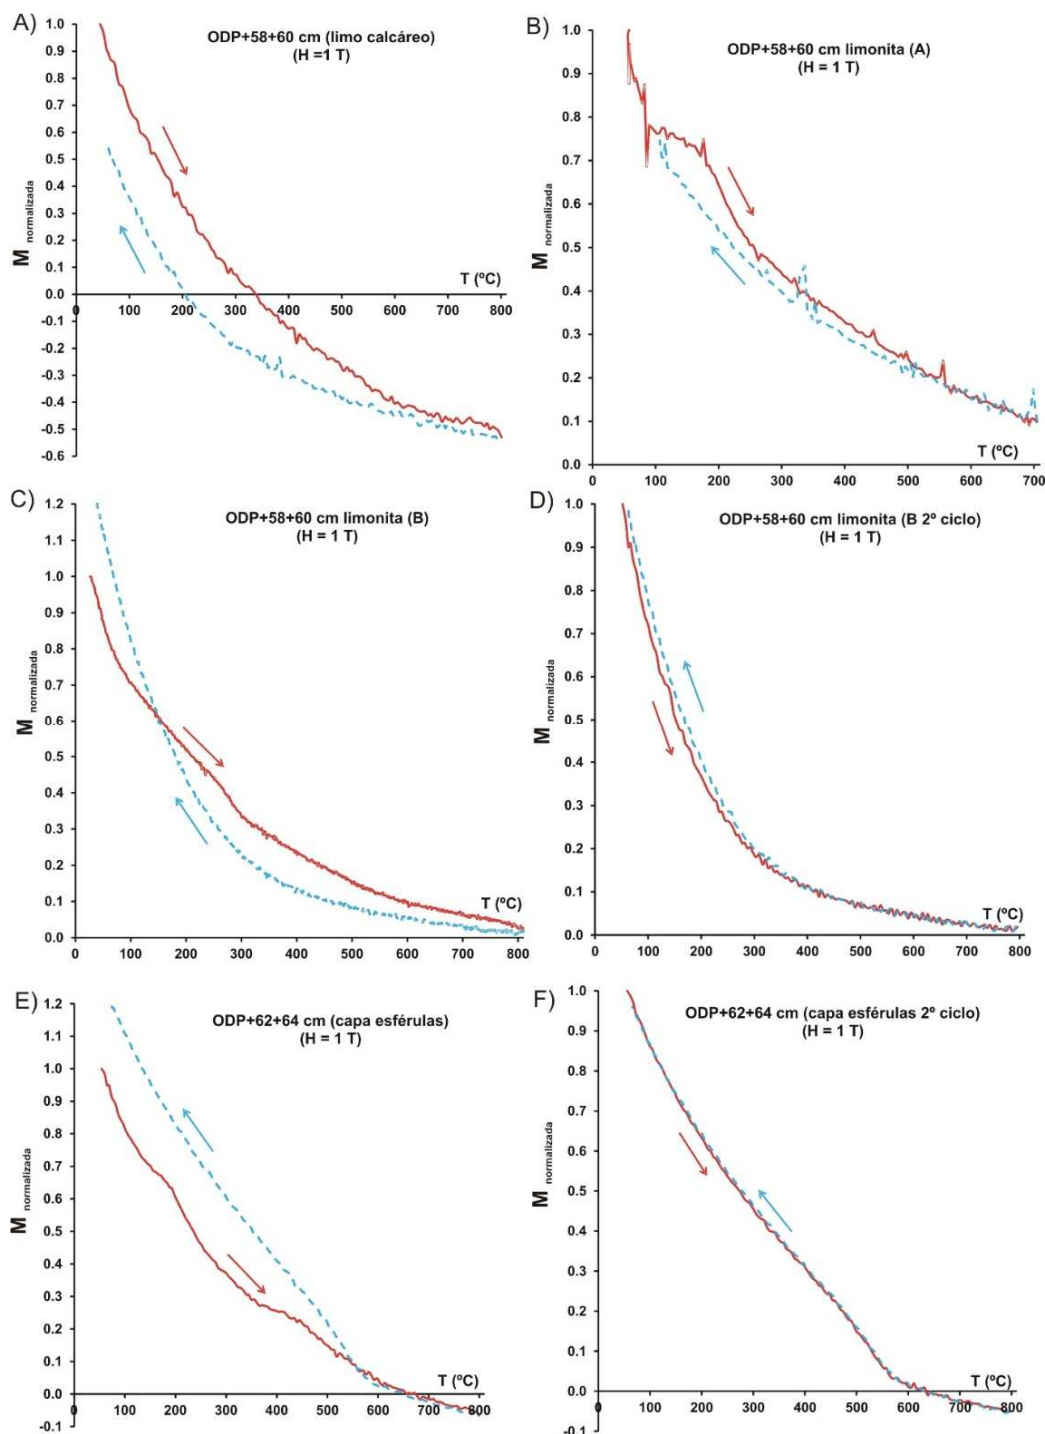 A)
ODP+58+60 cm (limo calcáreo)
(H =1 T)
1.0
0.9
0.8
0.7
0.6
0.5
0.4
0.3
0.2
0.1
0.0
-0.1
-0.2
-0.3
-0.4
-0.5
-0.6
M normalizada
T (ºC)
0 100 200 300 400 500 600 700 800
B)
ODP+58+60 cm limonita (A)
(H = 1 T)
1.0
0.9
0.8
0.7
0.6
0.5
0.4
0.3
0.2
0.1
0.0
M normalizada
T (ºC)
0 100 200 300 400 500 600 700
C)
ODP+58+60 cm limonita (B)
(H = 1 T)
1.2
1.1
1.0
0.9
0.8
0.7
0.6
0.5
0.4
0.3
0.2
0.1
0.0
M normalizada
T (ºC)
0 100 200 300 400 500 600 700 800
D)
ODP+58+60 cm limonita (B 2º ciclo)
(H = 1 T)
1.0
0.9
0.8
0.7
0.6
0.5
0.4
0.3
0.2
0.1
0.0
M normalizada
T (ºC)
0 100 200 300 400 500 600 700 800
E)
ODP+62+64 cm (capa esférulas)
(H = 1 T)
1.2
1.1
1.0
0.9
0.8
0.7
0.6
0.5
0.4
0.3
0.2
0.1
0.0
-0.1
M normalizada
T (ºC)
0 100 200 300 400 500 600 700 800
F)
ODP+62+64 cm (capa esférulas 2º ciclo)
(H = 1 T)
1.0
0.9
0.8
0.7
0.6
0.5
0.4
0.3
0.2
0.1
0.0
-0.1
M normalizada
T (ºC)
0 100 200 300 400 500 600 700 800